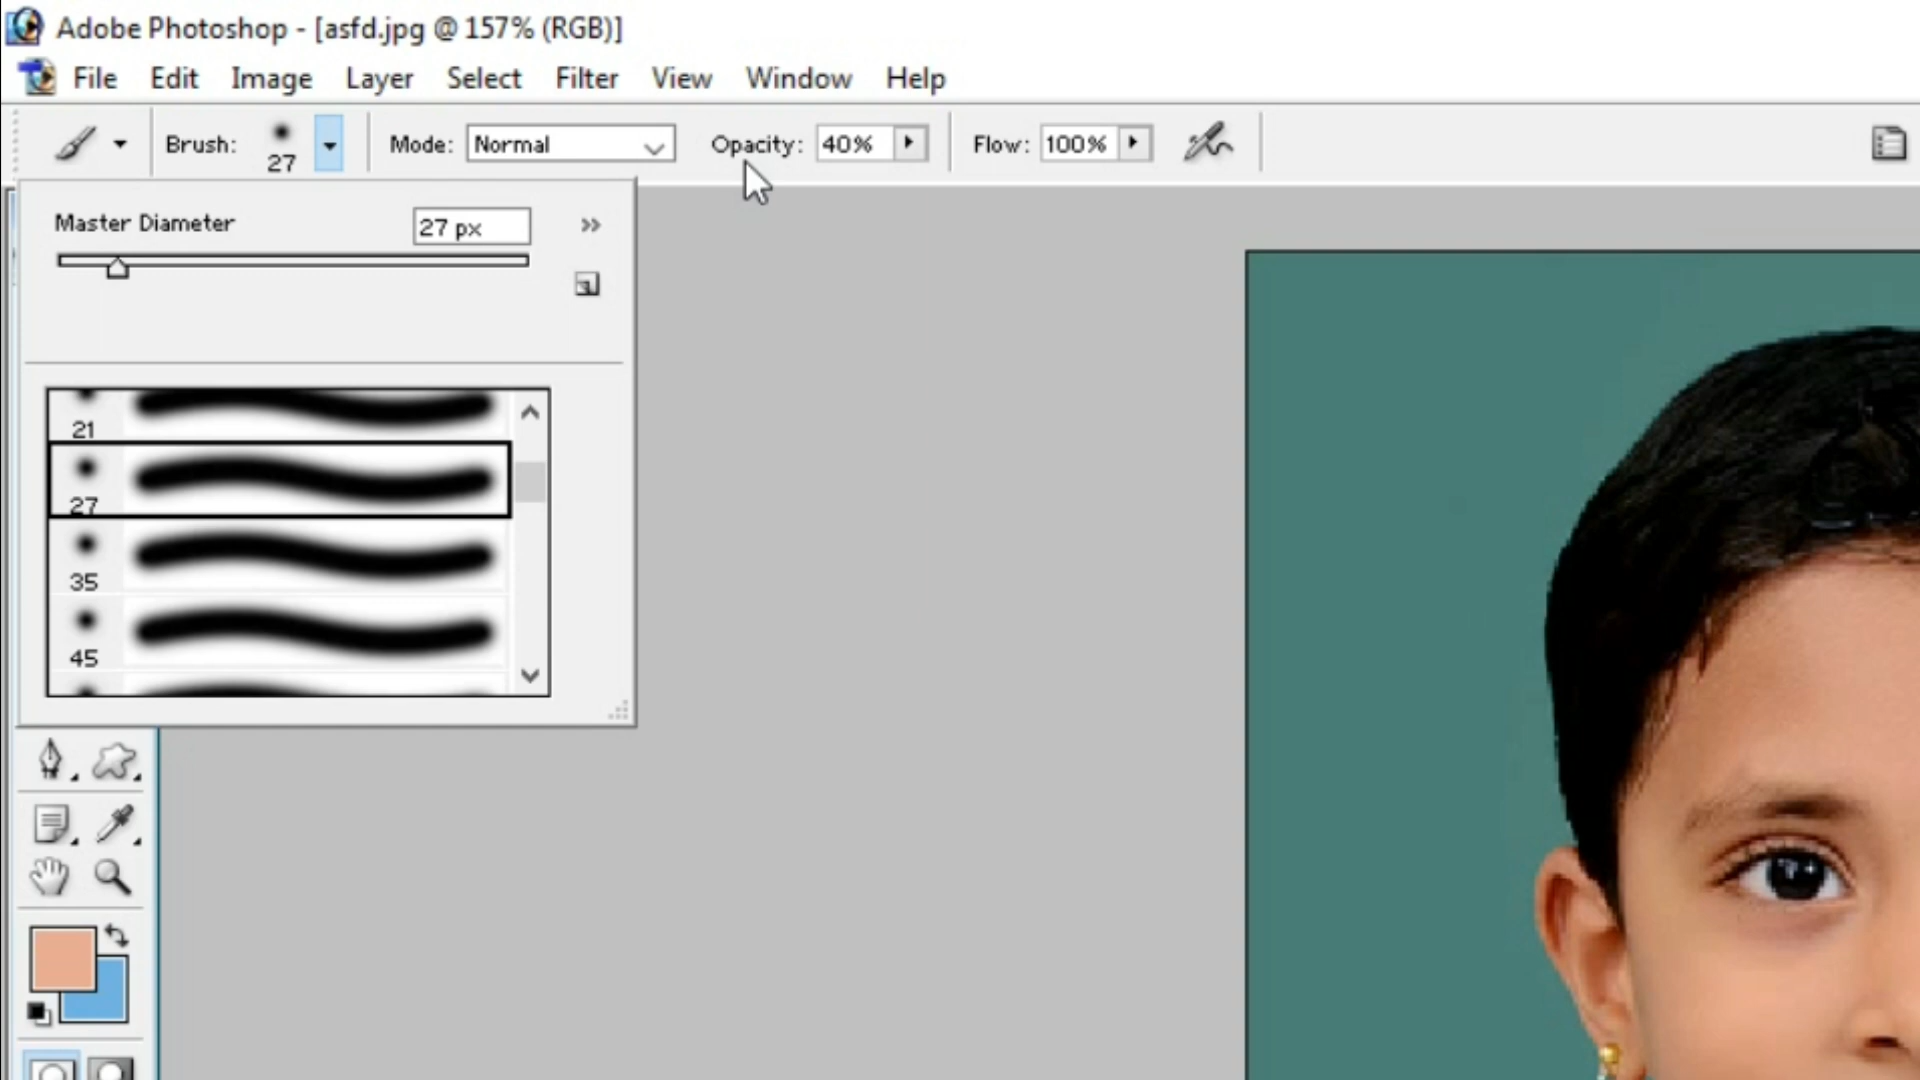 Adobe Photoshop - [asfd.jpg @ 157% (RGB)]
File Edit Image Layer Select Filter View Window Help
Brush: 27 Mode: Normal Opacity: 40% Flow: 100%
Master Diameter 27 px
21
27
35
45